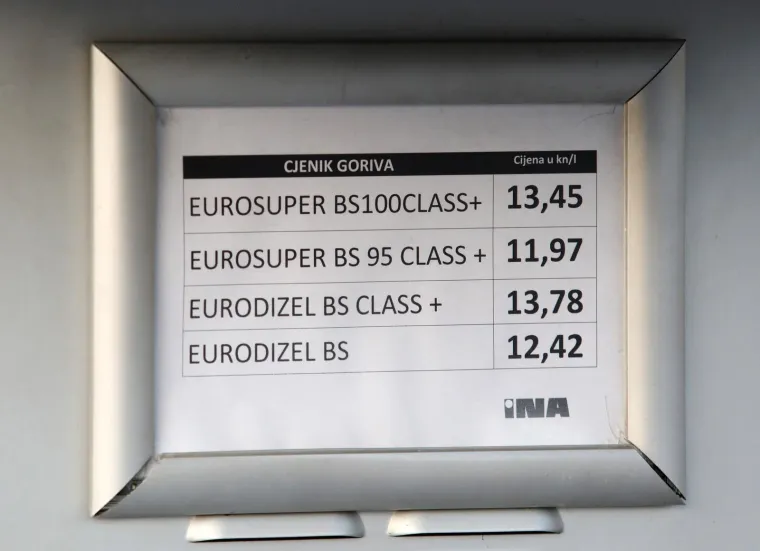 CJENIK GORIVA Cijena u kn/l
EUROSUPER BS100CLASS+ 13,45
EUROSUPER BS 95 CLASS + 11,97
EURODIZEL BS CLASS + 13,78
EURODIZEL BS 12,42
INA